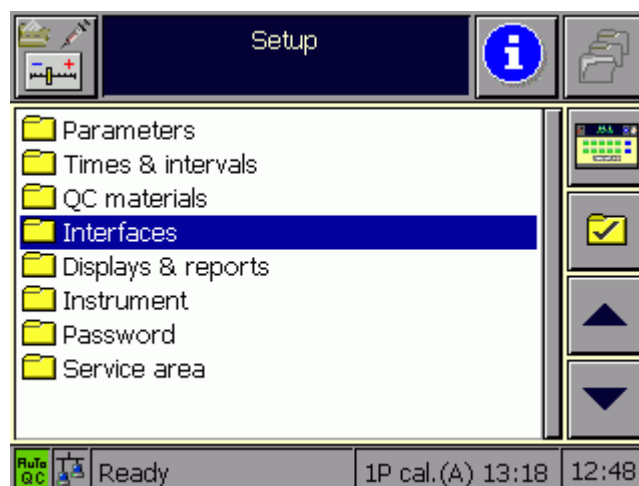 Setup
Parameters
Times & intervals
QC materials
Interfaces
Displays & reports
Instrument
Password
Service area
AuTo
QC
Ready
1P cal.(A) 13:18
12:48